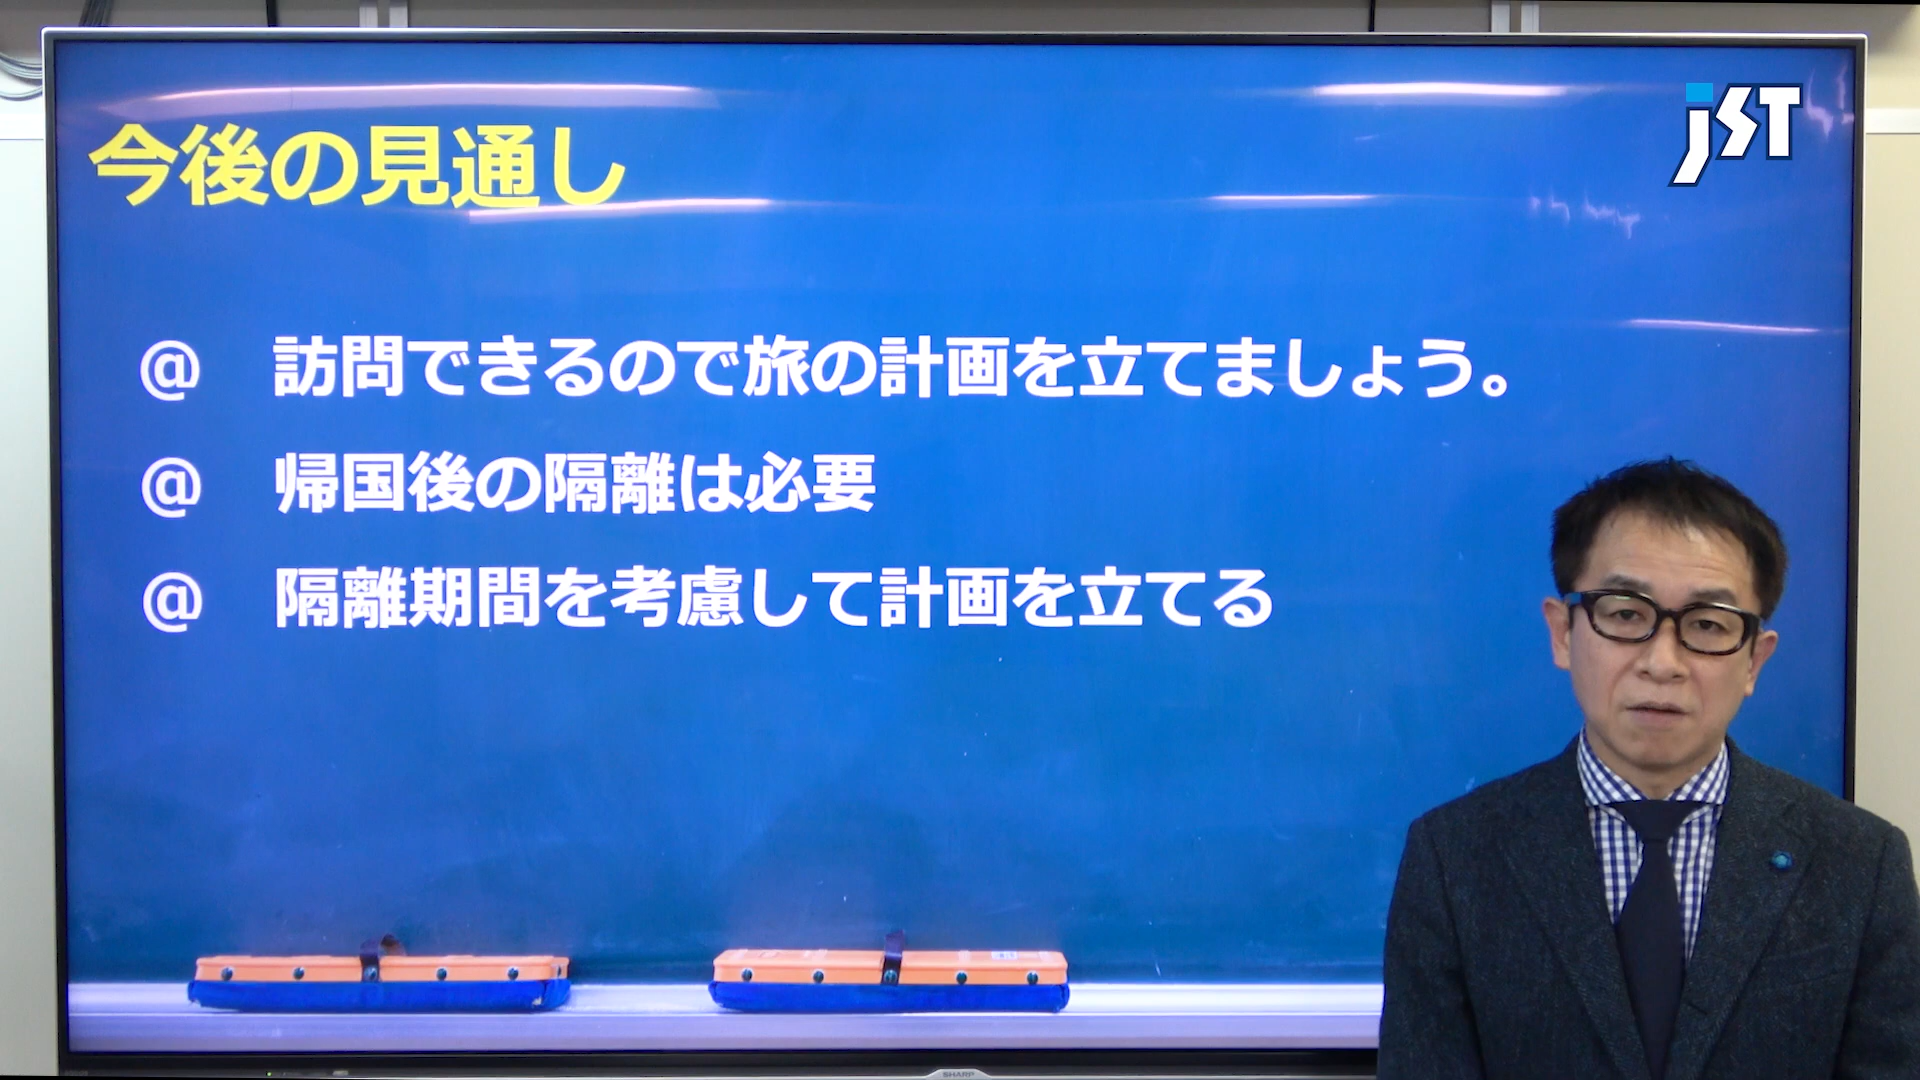 今後の見通し
jST
@ 訪問できるので旅の計画を立てましょう。
@ 帰国後の隔離は必要
@ 隔離期間を考慮して計画を立てる
SHARP